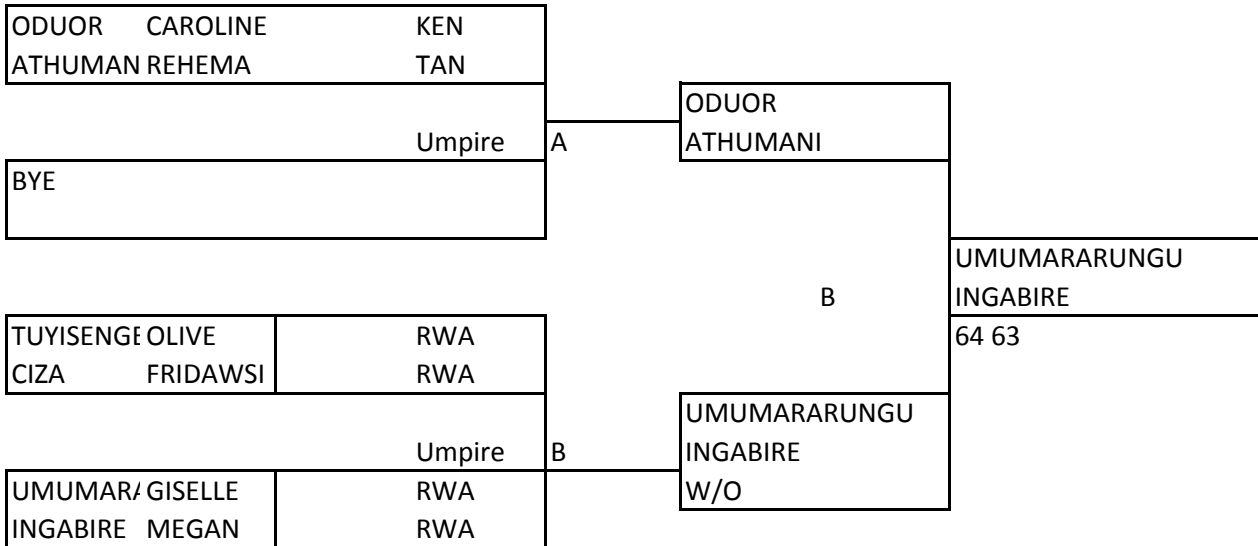 ODUOR CAROLINE KEN
ATHUMAN REHEMA TAN
ODUOR
Umpire A ATHUMANI
BYE
UMUMARARUNGU
B INGABIRE
TUYISENGE OLIVE RWA 64 63
CIZA FRIDAWSI RWA
UMUMARARUNGU
Umpire B INGABIRE
UMUMARA GISELLE RWA W/O
INGABIRE MEGAN RWA